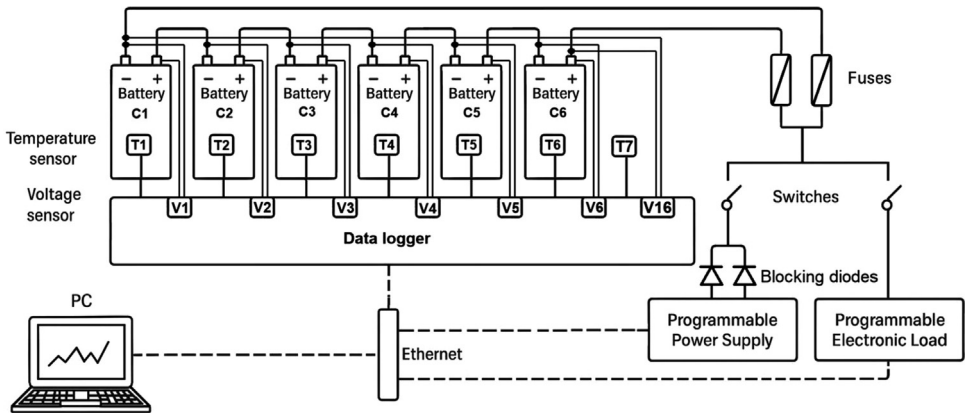 − +
− +
− +
− +
− +
− +
Battery
C1
Battery
C2
Battery
C3
Battery
C4
Battery
C5
Battery
C6
Fuses
Temperature
sensor
T1
T2
T3
T4
T5
T6
T7
Voltage
sensor
V1
V2
V3
V4
V5
V6
V16
Switches
Data logger
Blocking diodes
PC
Programmable
Power Supply
Programmable
Electronic Load
Ethernet